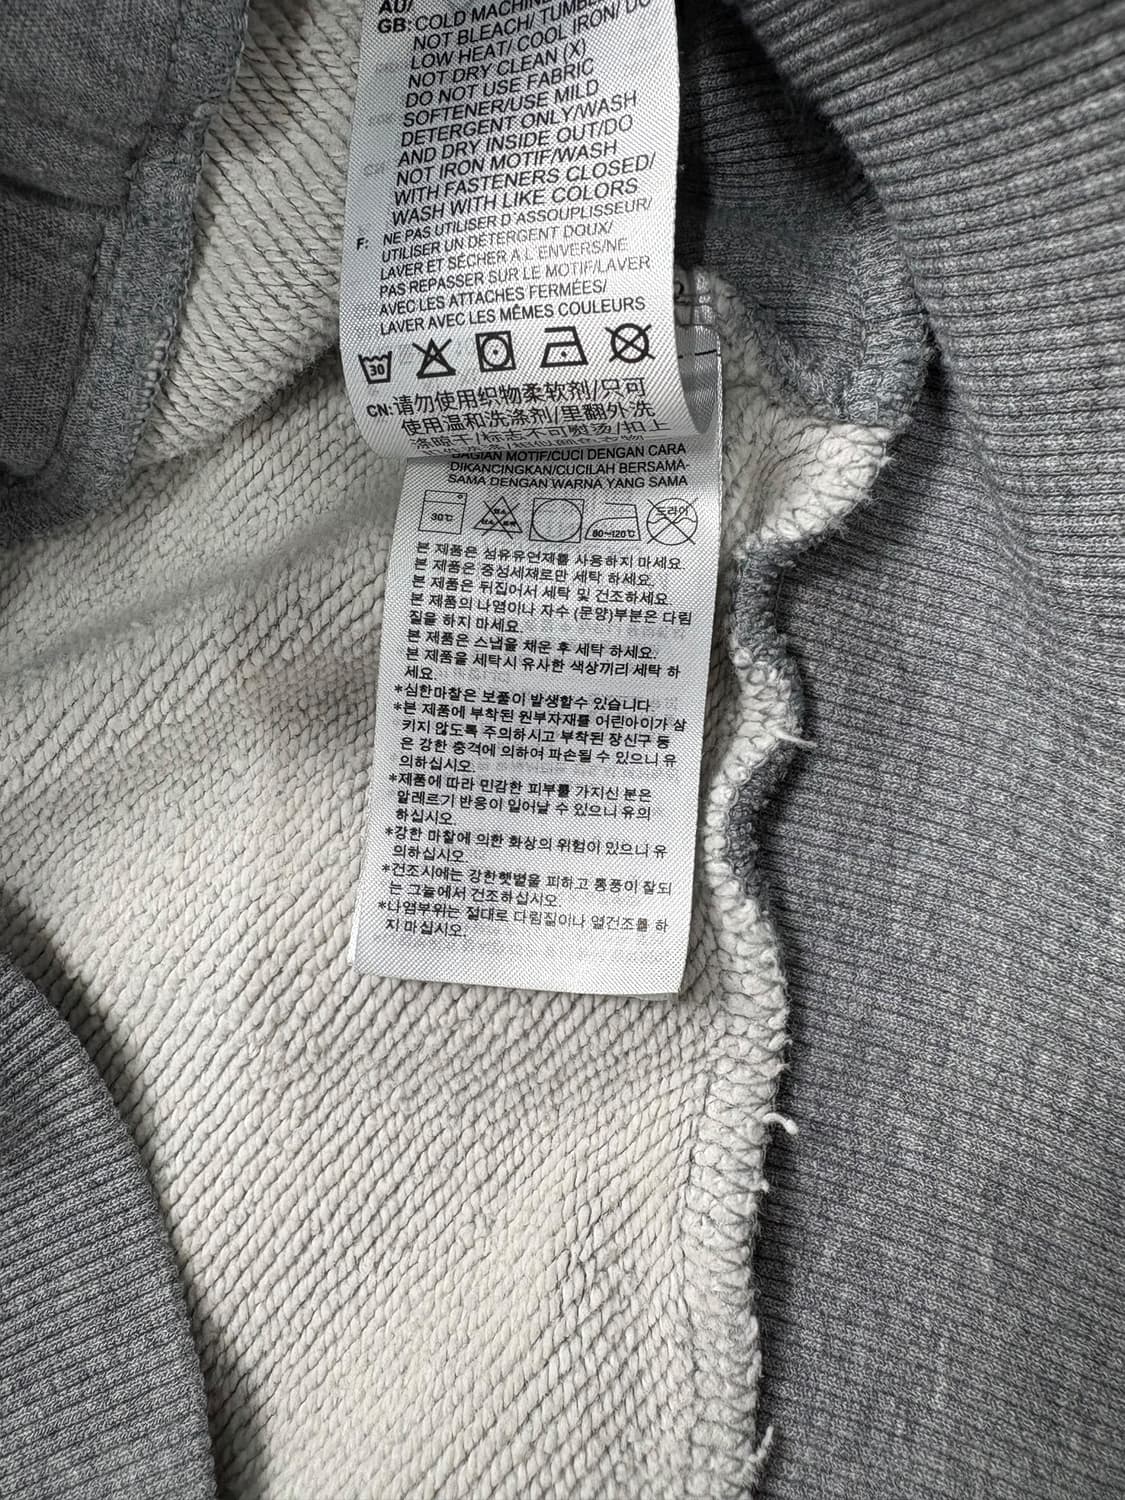 AU/
GB: COLD MACHINE
NOT BLEACH/ TUMBLE
LOW HEAT/ COOL IRON/ DO
NOT DRY CLEAN (X)
DO NOT USE FABRIC
SOFTENER/USE MILD
DETERGENT ONLY/WASH
AND DRY INSIDE OUT/DO
NOT IRON MOTIF/WASH
WITH FASTENERS CLOSED/
WASH WITH LIKE COLORS
F: NE PAS UTILISER D'ASSOUPLISSEUR/
UTILISER UN DÉTERGENT DOUX/
LAVER ET SÉCHER À L'ENVERS/NE
PAS REPASSER SUR LE MOTIF/LAVER
AVEC LES ATTACHES FERMÉES/
LAVER AVEC LES MÊMES COULEURS
30
CN: 请勿使用织物柔软剂/只可
使用温和洗涤剂/里翻外洗
涤晾干/标志不可熨烫/扣上
BAGIAN MOTIF/CUCI DENGAN CARA
DIKANCINGKAN/CUCILAH BERSAMA-
SAMA DENGAN WARNA YANG SAMA
30℃ 80~120℃ 드라이
본 제품은 섬유유연제를 사용하지 마세요.
본 제품은 중성세제로만 세탁 하세요.
본 제품은 뒤집어서 세탁 및 건조하세요.
본 제품의 나염이나 자수 (문양)부분은 다림
질을 하지 마세요.
본 제품은 스냅을 채운 후 세탁 하세요.
본 제품을 세탁시 유사한 색상끼리 세탁 하
세요.
*심한마찰은 보풀이 발생할수 있습니다.
*본 제품에 부착된 원부자재를 어린아이가 삼
키지 않도록 주의하시고 부착된 장신구 등
은 강한 충격에 의하여 파손될 수 있으니 유
의하십시오.
*제품에 따라 민감한 피부를 가지신 분은
알레르기 반응이 일어날 수 있으니 유의
하십시오.
*강한 마찰에 의한 화상의 위험이 있으니 유
의하십시오.
*건조시에는 강한햇볕을 피하고 통풍이 잘되
는 그늘에서 건조하십시오.
*나염부위는 절대로 다림질이나 열건조를 하
지 마십시오.